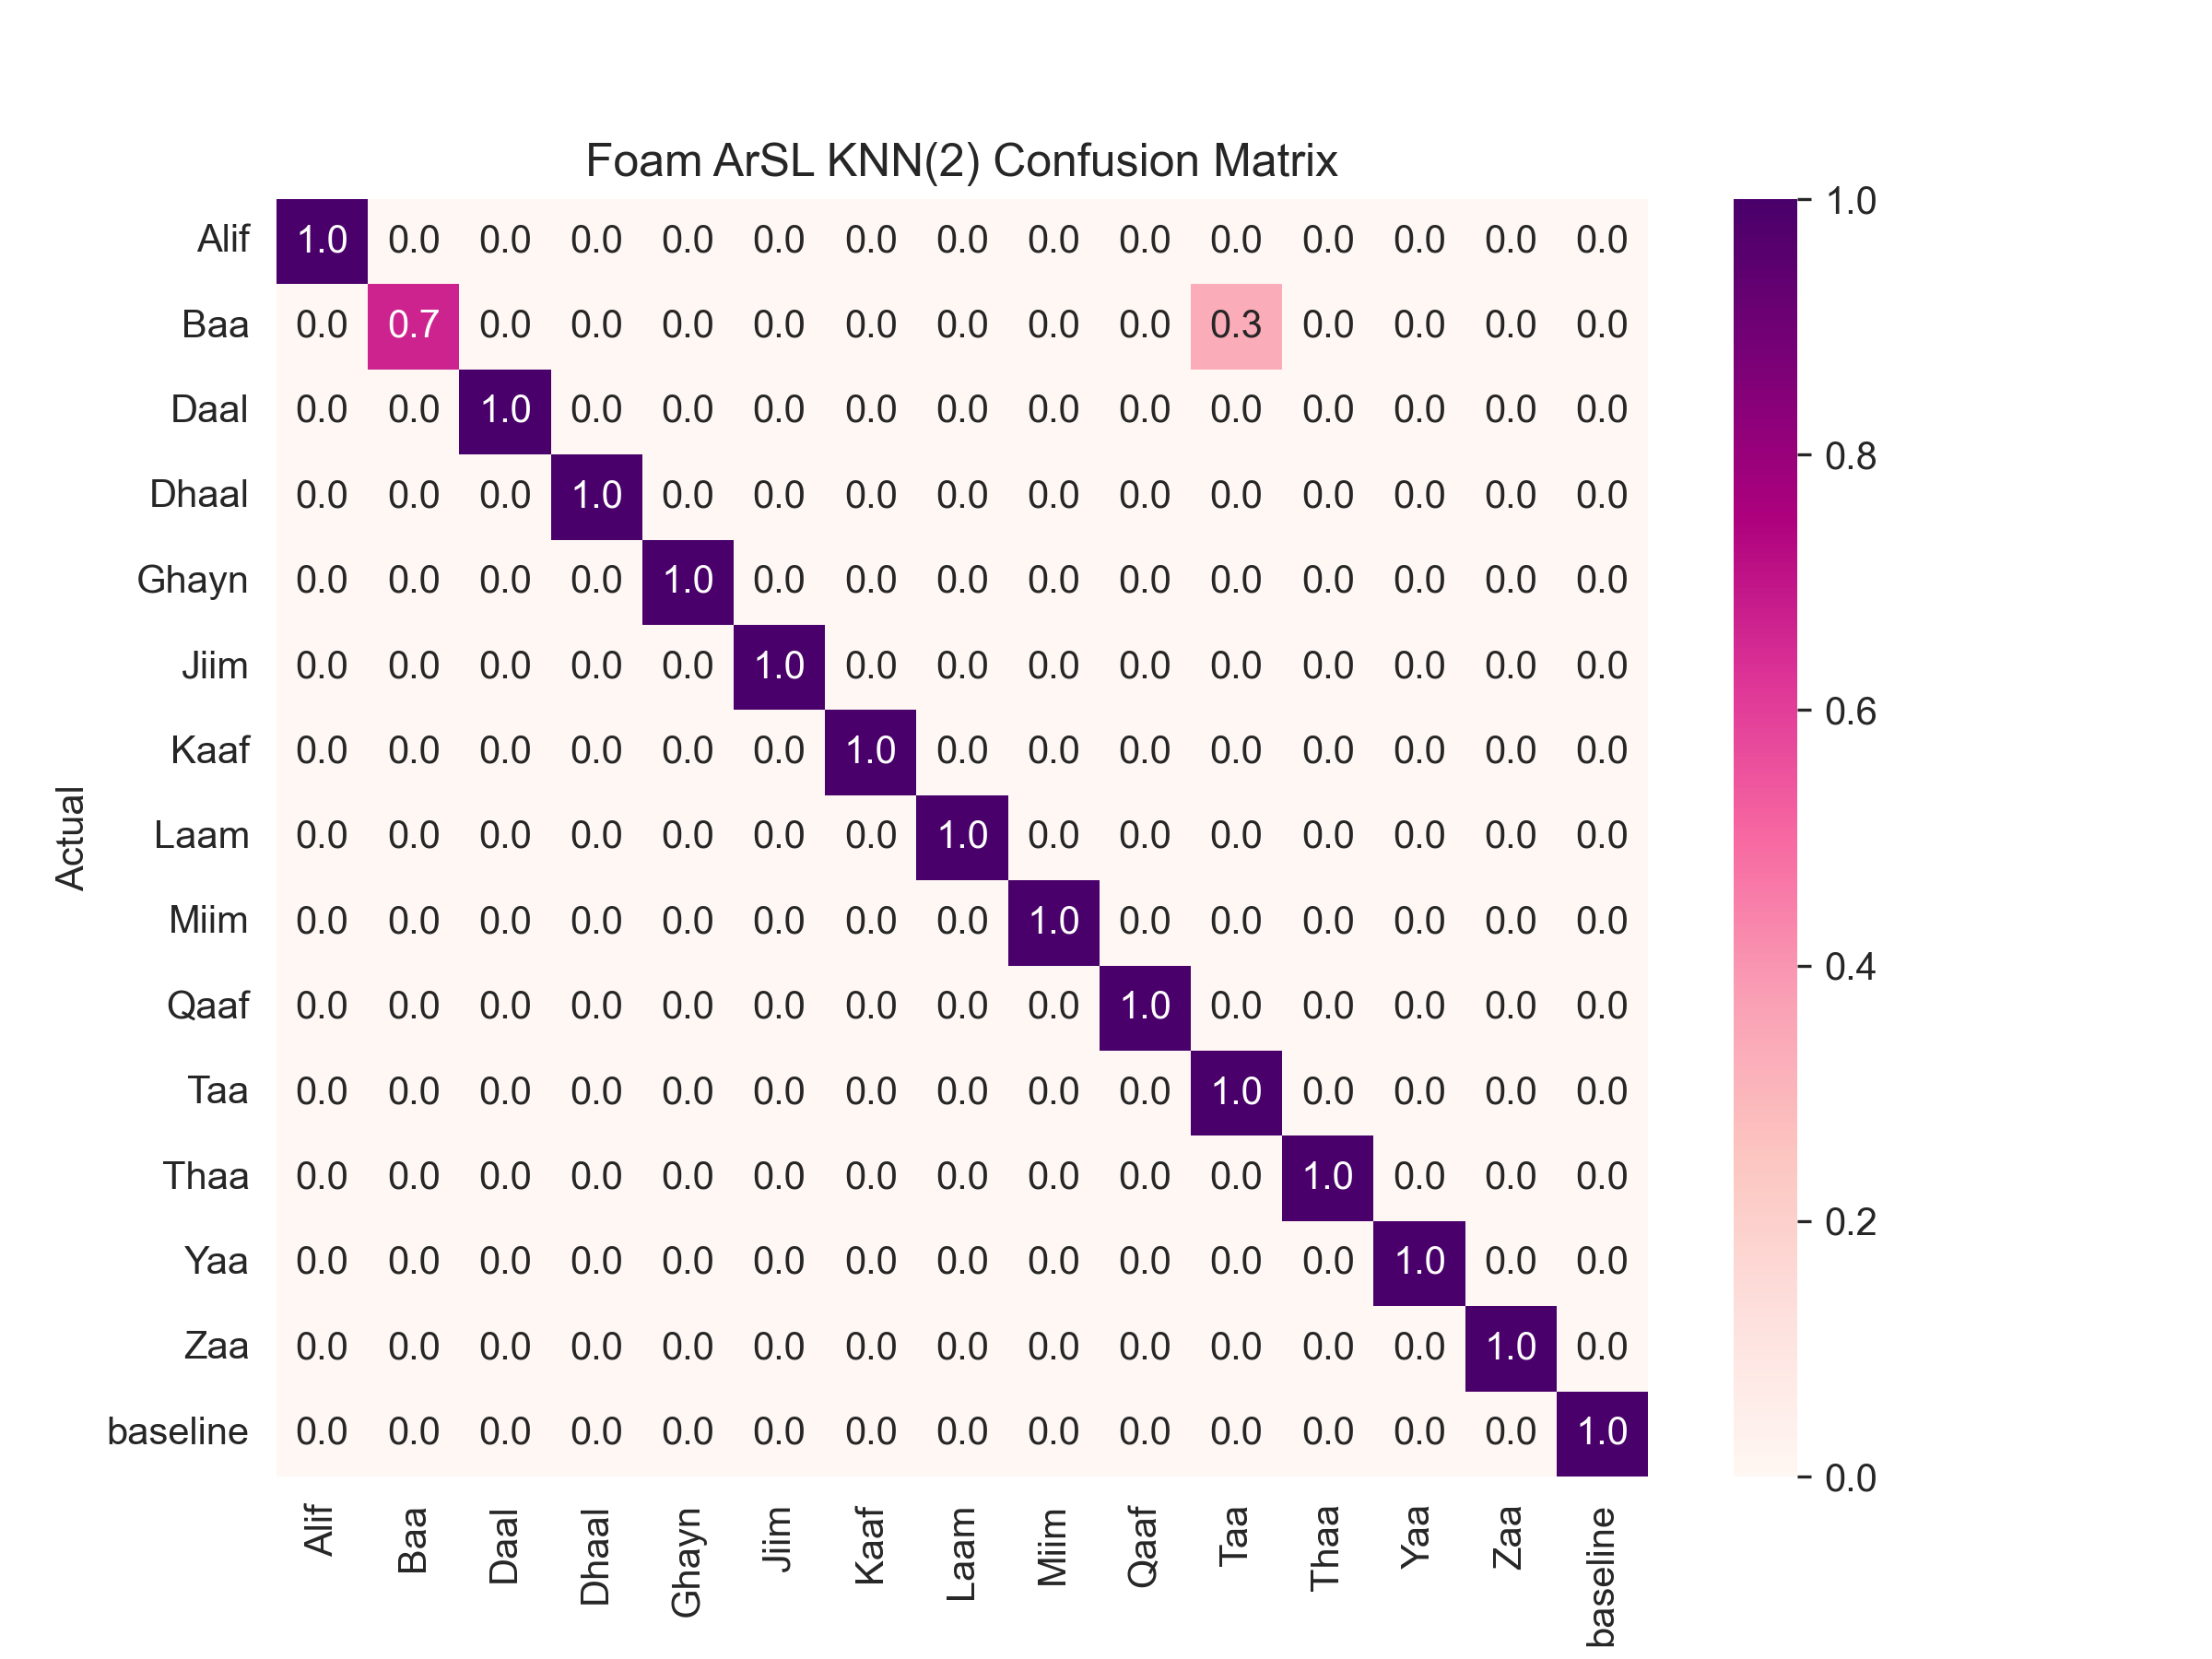 Foam ArSL KNN(2) Confusion Matrix
Alif 1.0 0.0 0.0 0.0 0.0 0.0 0.0 0.0 0.0 0.0 0.0 0.0 0.0 0.0 0.0
Baa 0.0 0.7 0.0 0.0 0.0 0.0 0.0 0.0 0.0 0.0 0.3 0.0 0.0 0.0 0.0
Daal 0.0 0.0 1.0 0.0 0.0 0.0 0.0 0.0 0.0 0.0 0.0 0.0 0.0 0.0 0.0
Dhaal 0.0 0.0 0.0 1.0 0.0 0.0 0.0 0.0 0.0 0.0 0.0 0.0 0.0 0.0 0.0
Ghayn 0.0 0.0 0.0 0.0 1.0 0.0 0.0 0.0 0.0 0.0 0.0 0.0 0.0 0.0 0.0
Jiim 0.0 0.0 0.0 0.0 0.0 1.0 0.0 0.0 0.0 0.0 0.0 0.0 0.0 0.0 0.0
Kaaf 0.0 0.0 0.0 0.0 0.0 0.0 1.0 0.0 0.0 0.0 0.0 0.0 0.0 0.0 0.0
Laam 0.0 0.0 0.0 0.0 0.0 0.0 0.0 1.0 0.0 0.0 0.0 0.0 0.0 0.0 0.0
Miim 0.0 0.0 0.0 0.0 0.0 0.0 0.0 0.0 1.0 0.0 0.0 0.0 0.0 0.0 0.0
Qaaf 0.0 0.0 0.0 0.0 0.0 0.0 0.0 0.0 0.0 1.0 0.0 0.0 0.0 0.0 0.0
Taa 0.0 0.0 0.0 0.0 0.0 0.0 0.0 0.0 0.0 0.0 1.0 0.0 0.0 0.0 0.0
Thaa 0.0 0.0 0.0 0.0 0.0 0.0 0.0 0.0 0.0 0.0 0.0 1.0 0.0 0.0 0.0
Yaa 0.0 0.0 0.0 0.0 0.0 0.0 0.0 0.0 0.0 0.0 0.0 0.0 1.0 0.0 0.0
Zaa 0.0 0.0 0.0 0.0 0.0 0.0 0.0 0.0 0.0 0.0 0.0 0.0 0.0 1.0 0.0
baseline 0.0 0.0 0.0 0.0 0.0 0.0 0.0 0.0 0.0 0.0 0.0 0.0 0.0 0.0 1.0
Actual
Alif Baa Daal Dhaal Ghayn Jiim Kaaf Laam Miim Qaaf Taa Thaa Yaa Zaa baseline
1.0
0.8
0.6
0.4
0.2
0.0